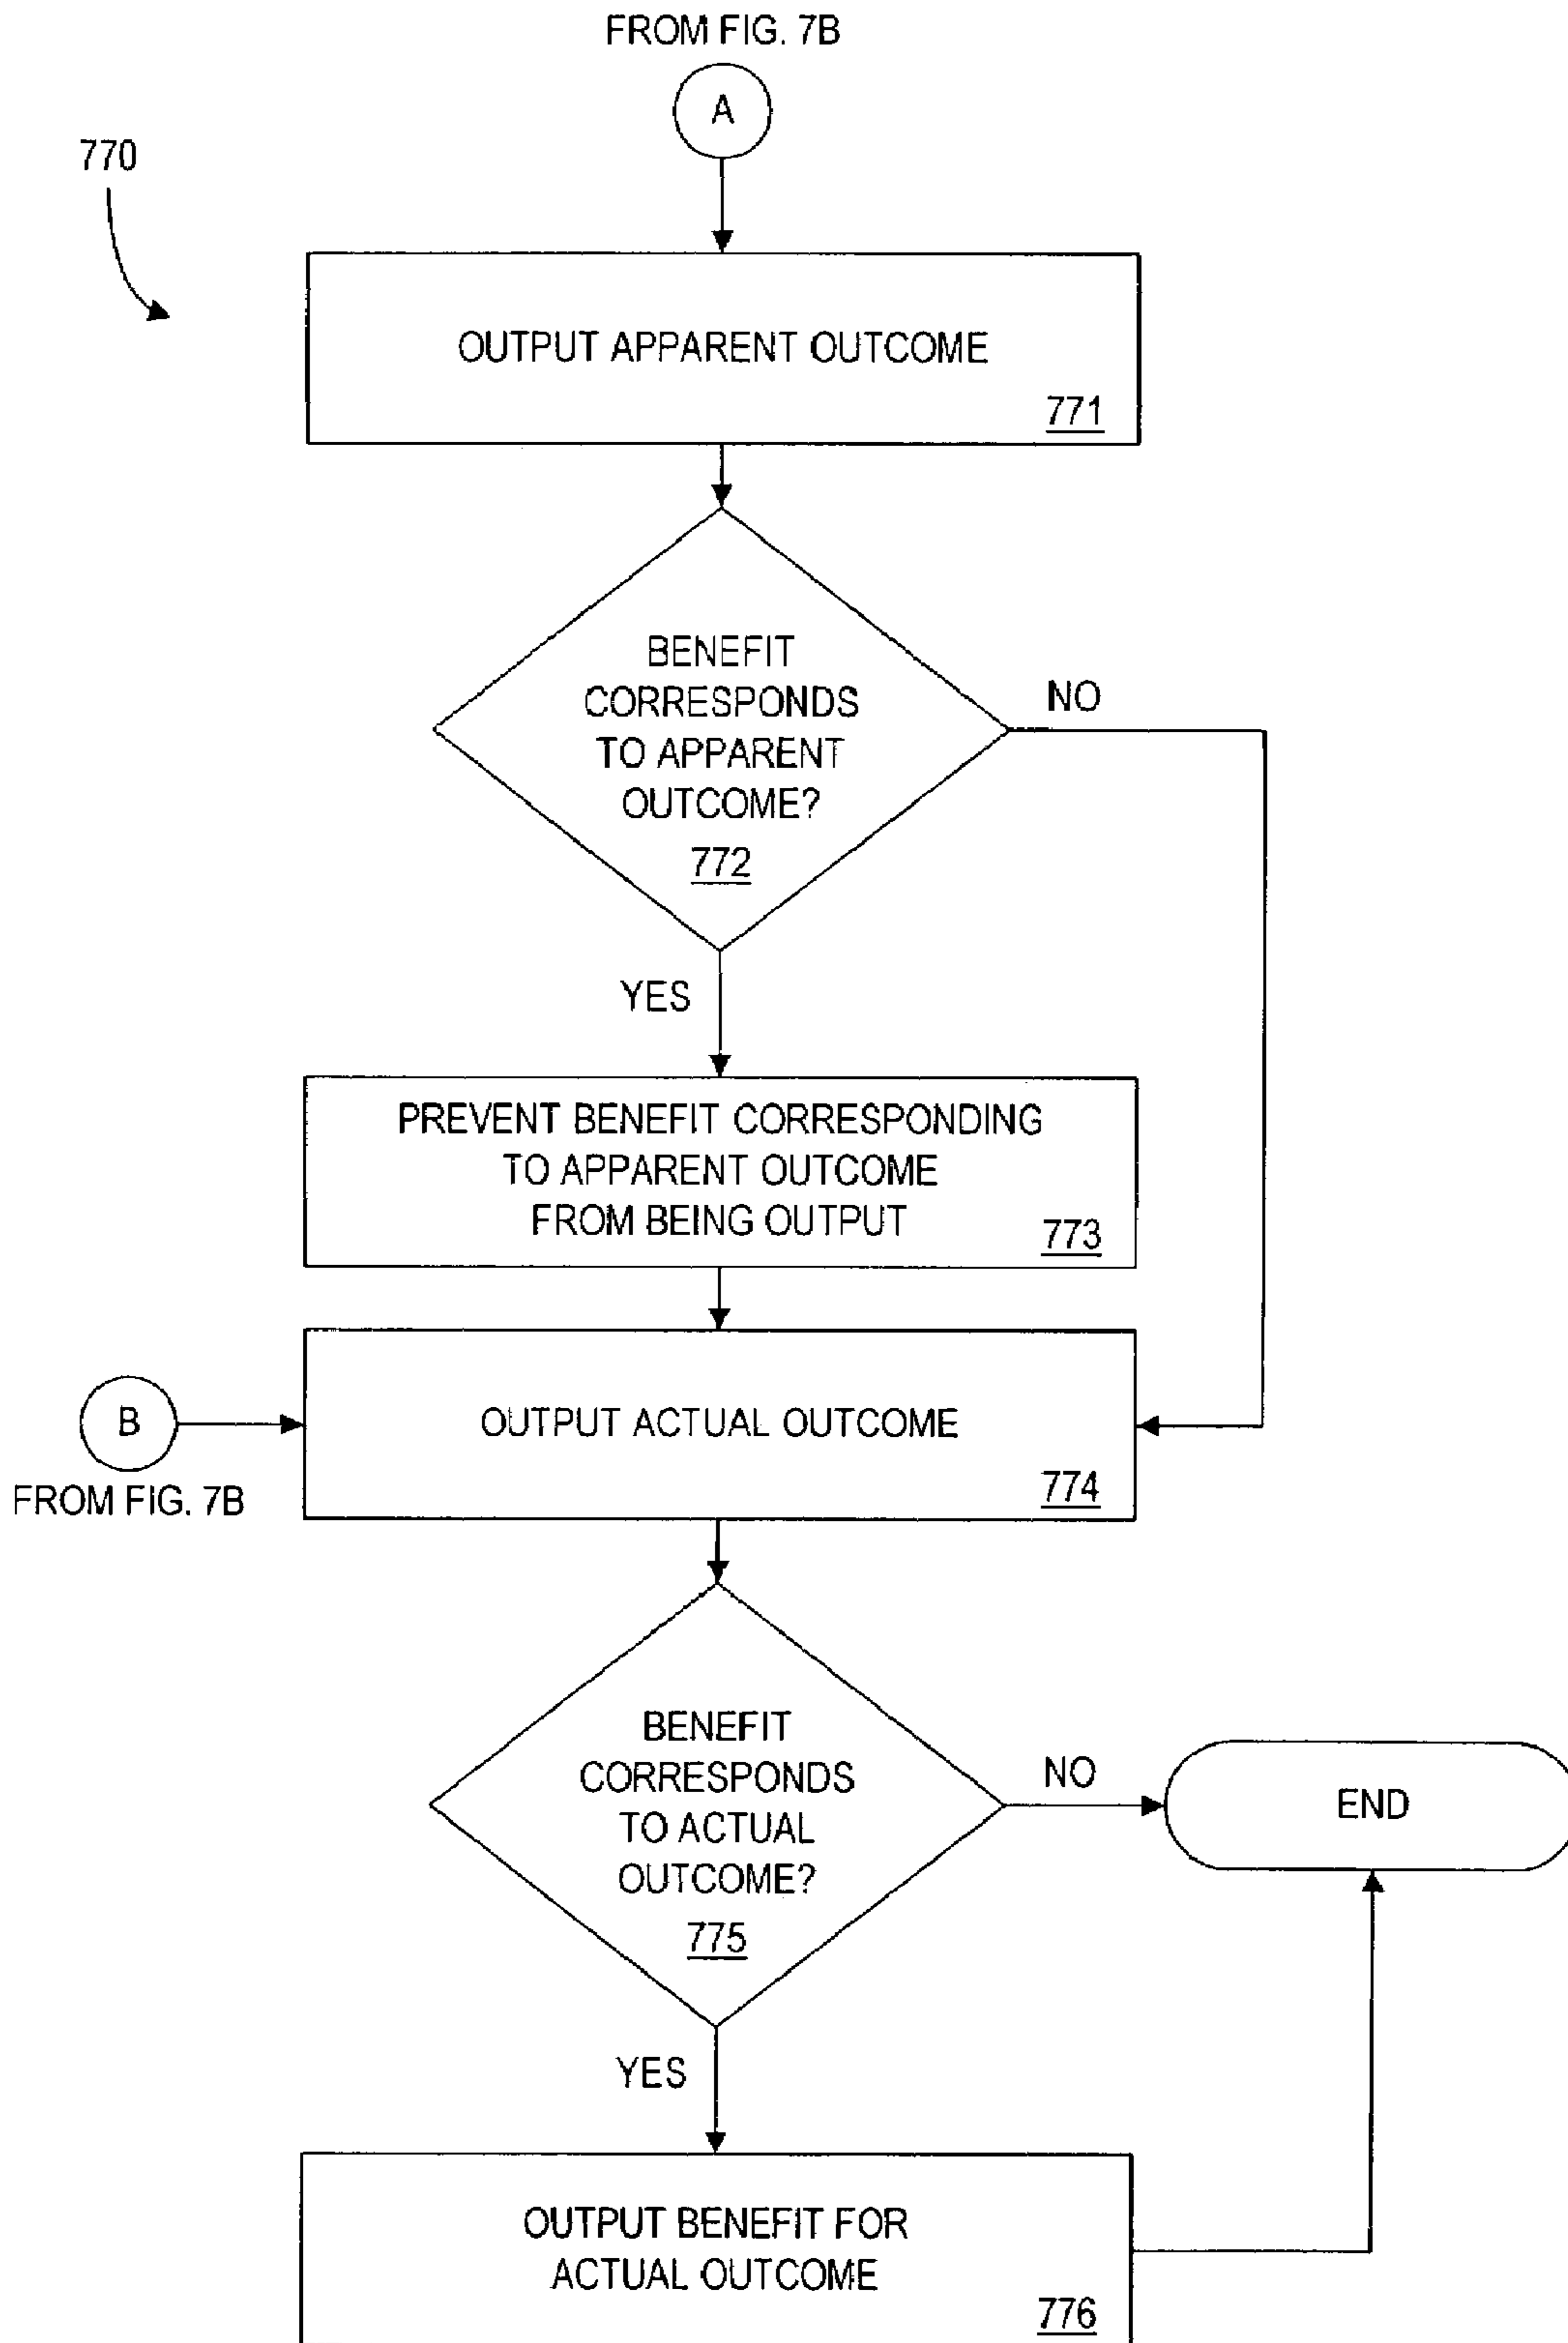 FROM FIG. 7B
A
770
OUTPUT APPARENT OUTCOME
771
BENEFIT
CORRESPONDS
TO APPARENT
OUTCOME?
772
NO
YES
PREVENT BENEFIT CORRESPONDING
TO APPARENT OUTCOME
FROM BEING OUTPUT
773
B
FROM FIG. 7B
OUTPUT ACTUAL OUTCOME
774
BENEFIT
CORRESPONDS
TO ACTUAL
OUTCOME?
775
NO
END
YES
OUTPUT BENEFIT FOR
ACTUAL OUTCOME
776